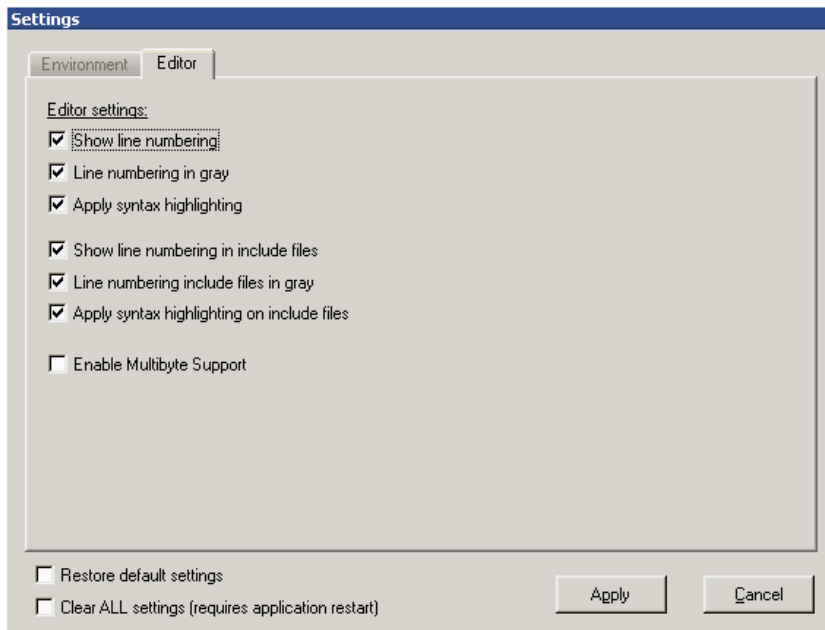 Settings
Environment
Editor
Editor settings:
Show line numbering
Line numbering in gray
Apply syntax highlighting
Show line numbering in include files
Line numbering include files in gray
Apply syntax highlighting on include files
Enable Multibyte Support
Restore default settings
Clear ALL settings (requires application restart)
Apply
Cancel